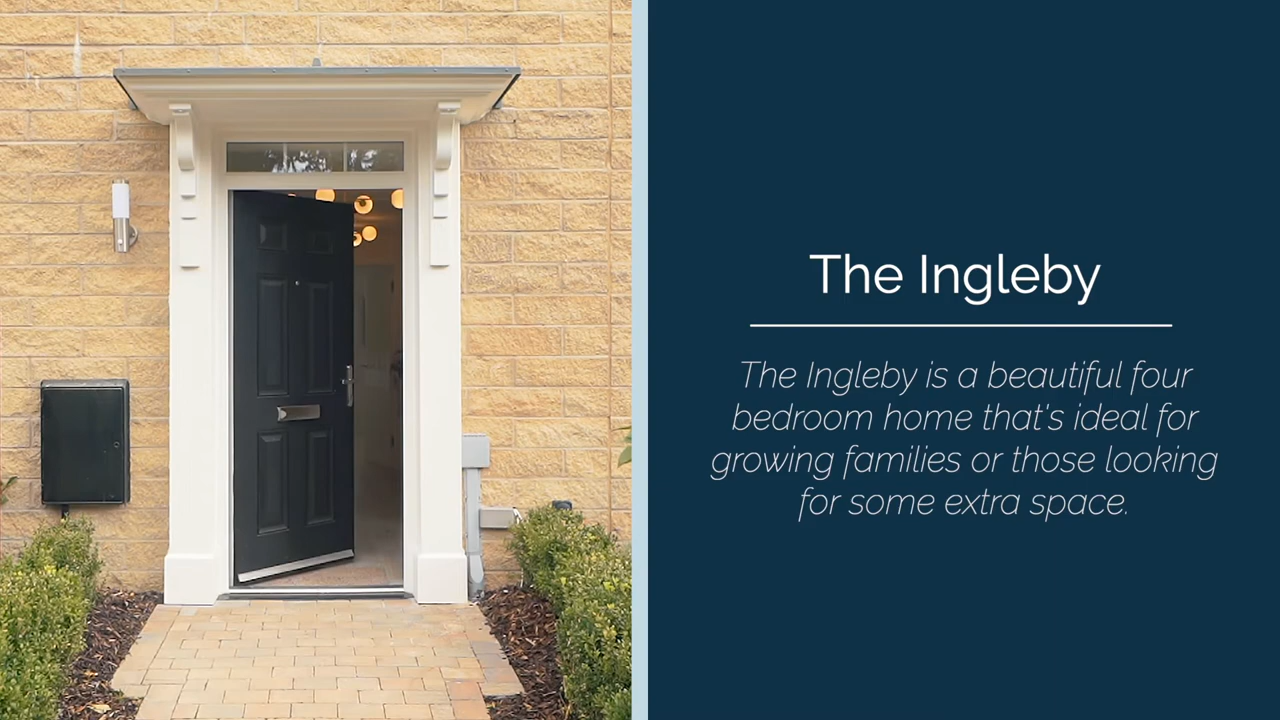 The Ingleby
The Ingleby is a beautiful four
bedroom home that's ideal for
growing families or those looking
for some extra space.